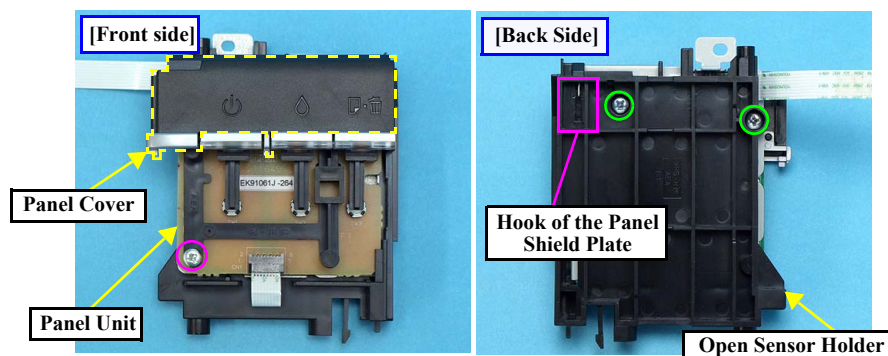 [Front side]
EK91061J -264
Panel Cover
Panel Unit
[Back Side]
Hook of the Panel
Shield Plate
Open Sensor Holder